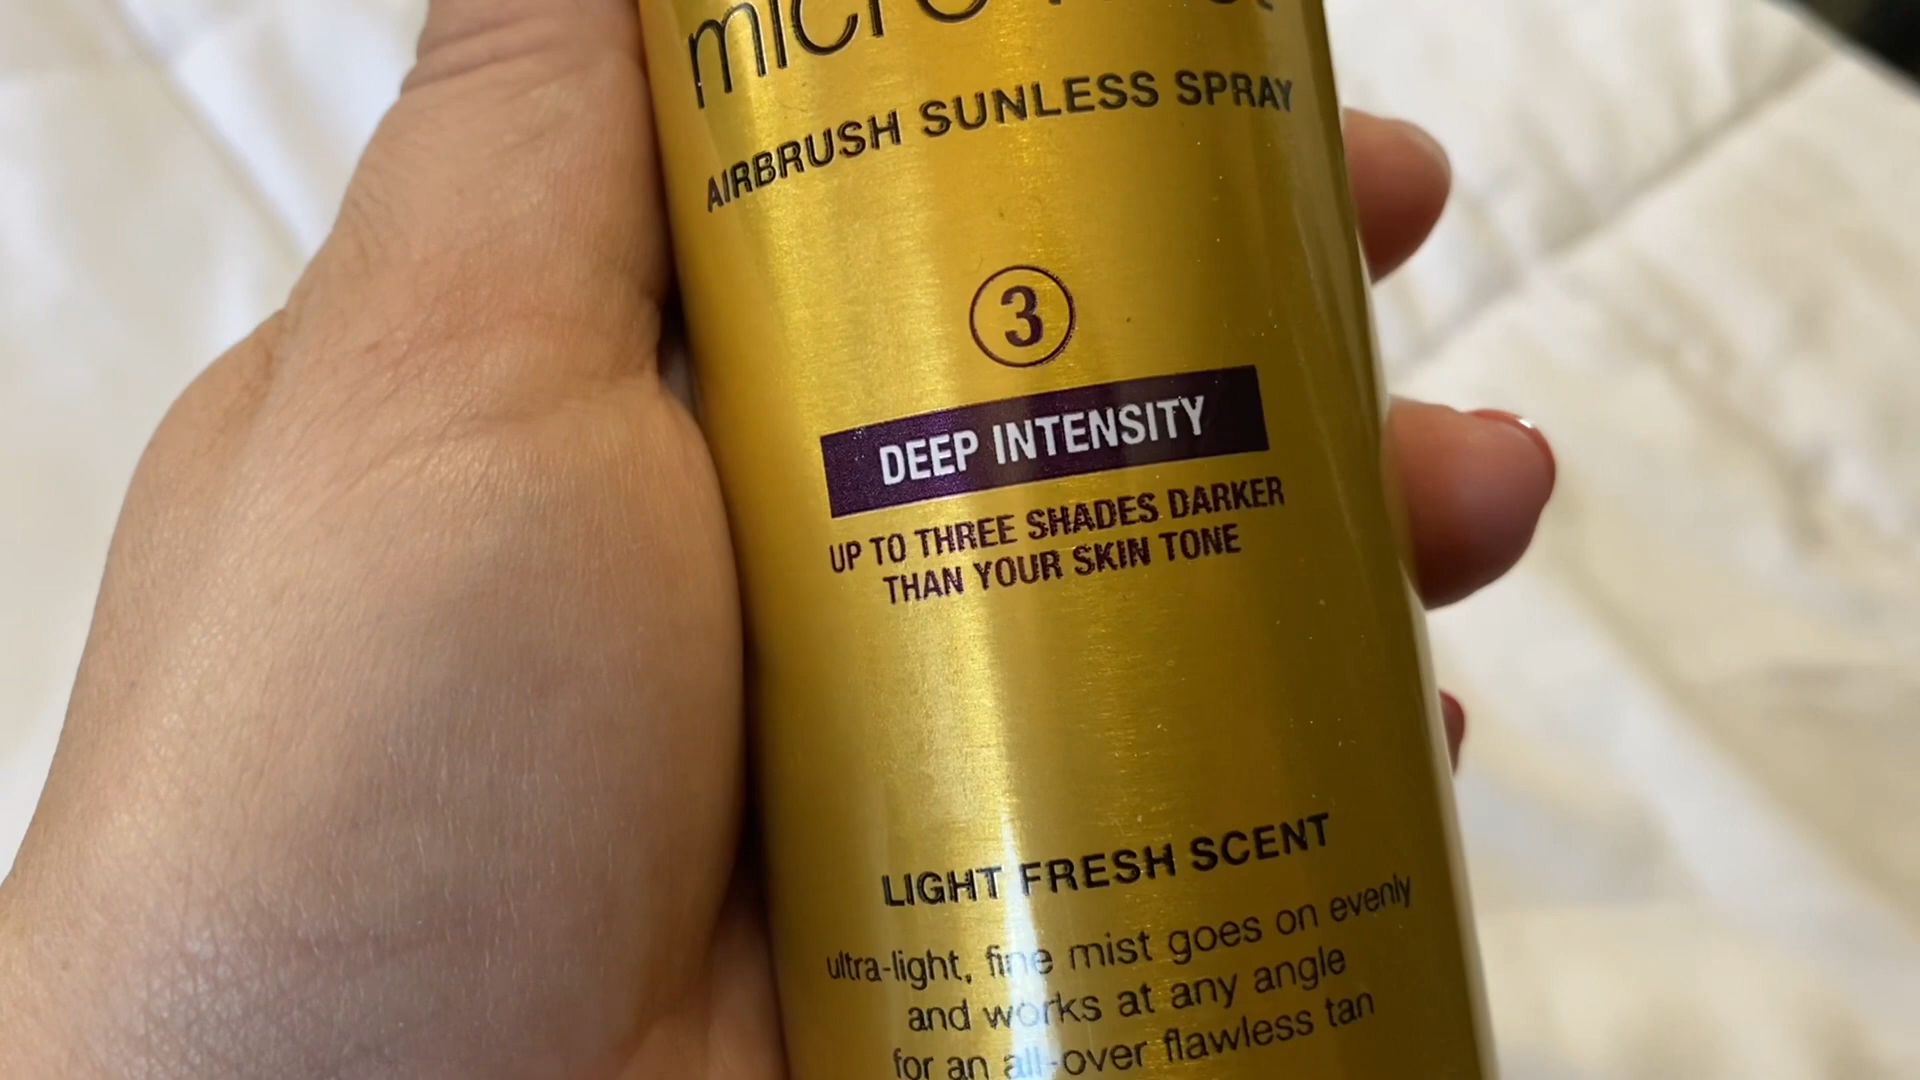 micro
AIRBRUSH SUNLESS SPRAY
3
DEEP INTENSITY
UP TO THREE SHADES DARKER
THAN YOUR SKIN TONE
LIGHT FRESH SCENT
ultra-light, fine mist goes on evenly
and works at any angle
for an all-over flawless tan